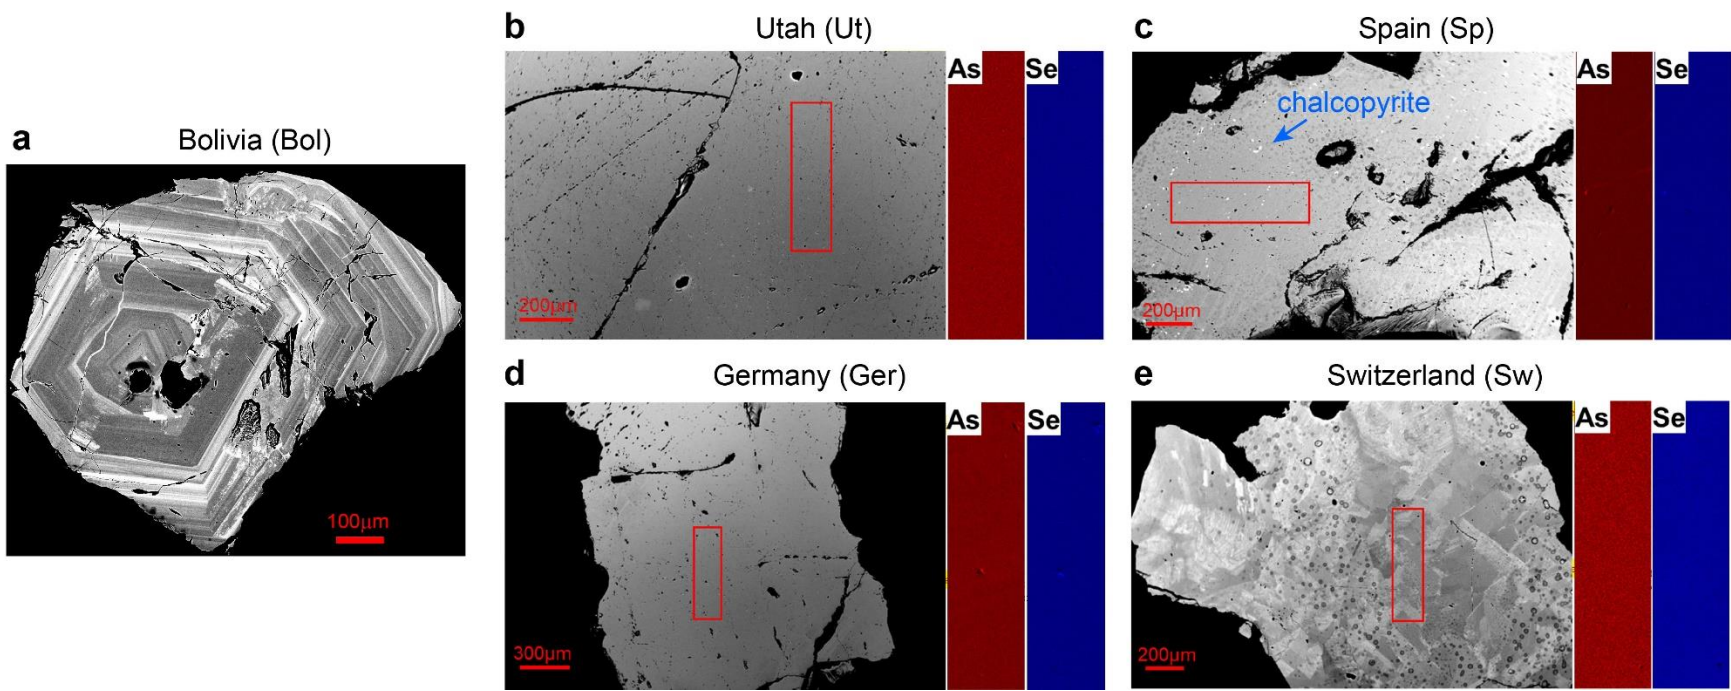 a
Bolivia (Bol)
100µm
b
Utah (Ut)
As
Se
200µm
c
Spain (Sp)
chalcopyrite
As
Se
200µm
d
Germany (Ger)
As
Se
300µm
e
Switzerland (Sw)
As
Se
200µm